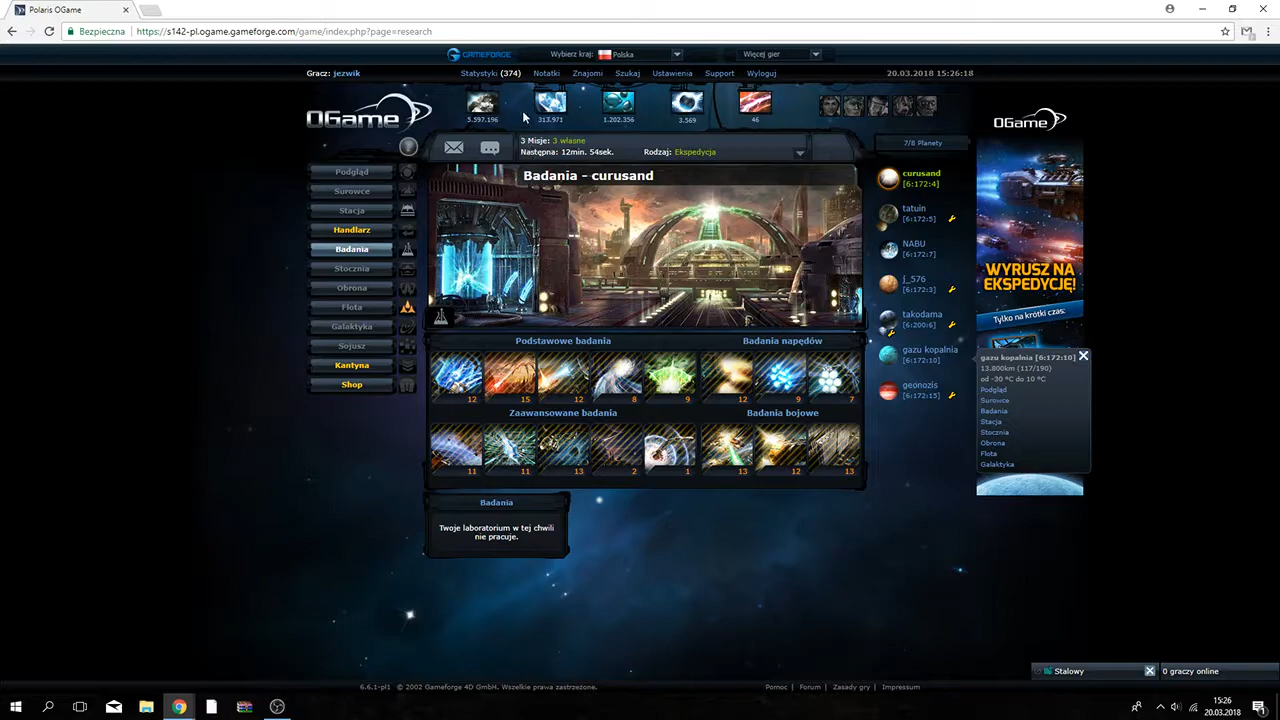 Polaris OGame
Bezpieczna
https://s142-pl.ogame.gameforge.com/game/index.php?page=research
GAMEFORGE
Wybierz kraj:
Polska
Więcej gier
Gracz: jezwik
Statystyki (374)
Notatki
Znajomi
Szukaj
Ustawienia
Support
Wyloguj
20.03.2018 15:26:18
OGAME
5.597.196
313.971
1.202.356
3.569
46
OGAME
3 Misje: 3 własne
Następna: 12min. 54sek.
Rodzaj: Ekspedycja
7/8 Planety
Podgląd
Surowce
Stacja
Handlarz
Badania
Stocznia
Obrona
Flota
Galaktyka
Sojusz
Kantyna
Shop
Badania - curusand
curusand
[6:172:4]
tatuin
[6:172:5]
NABU
[6:172:7]
j_576
[6:172:3]
takodama
[6:200:6]
gazu kopalnia
[6:172:10]
geonozis
[6:172:15]
WYRUSZ NA
EKSPEDYCJĘ!
Tylko na krótki czas:
gazu kopalnia [6:172:10]
13.800km (117/190)
od -30 ºC do 10 ºC
Podgląd
Surowce
Badania
Stacja
Stocznia
Obrona
Flota
Galaktyka
Podstawowe badania
Badania napędów
12
15
12
8
9
12
9
7
Zaawansowane badania
Badania bojowe
11
11
13
2
1
13
12
13
Badania
Twoje laboratorium w tej chwili
nie pracuje.
Stalowy
0 graczy online
6.6.1-pl1
© 2002 Gameforge 4D GmbH. Wszelkie prawa zastrzeżone.
Pomoc | Forum | Zasady gry | Impressum
15:26
20.03.2018